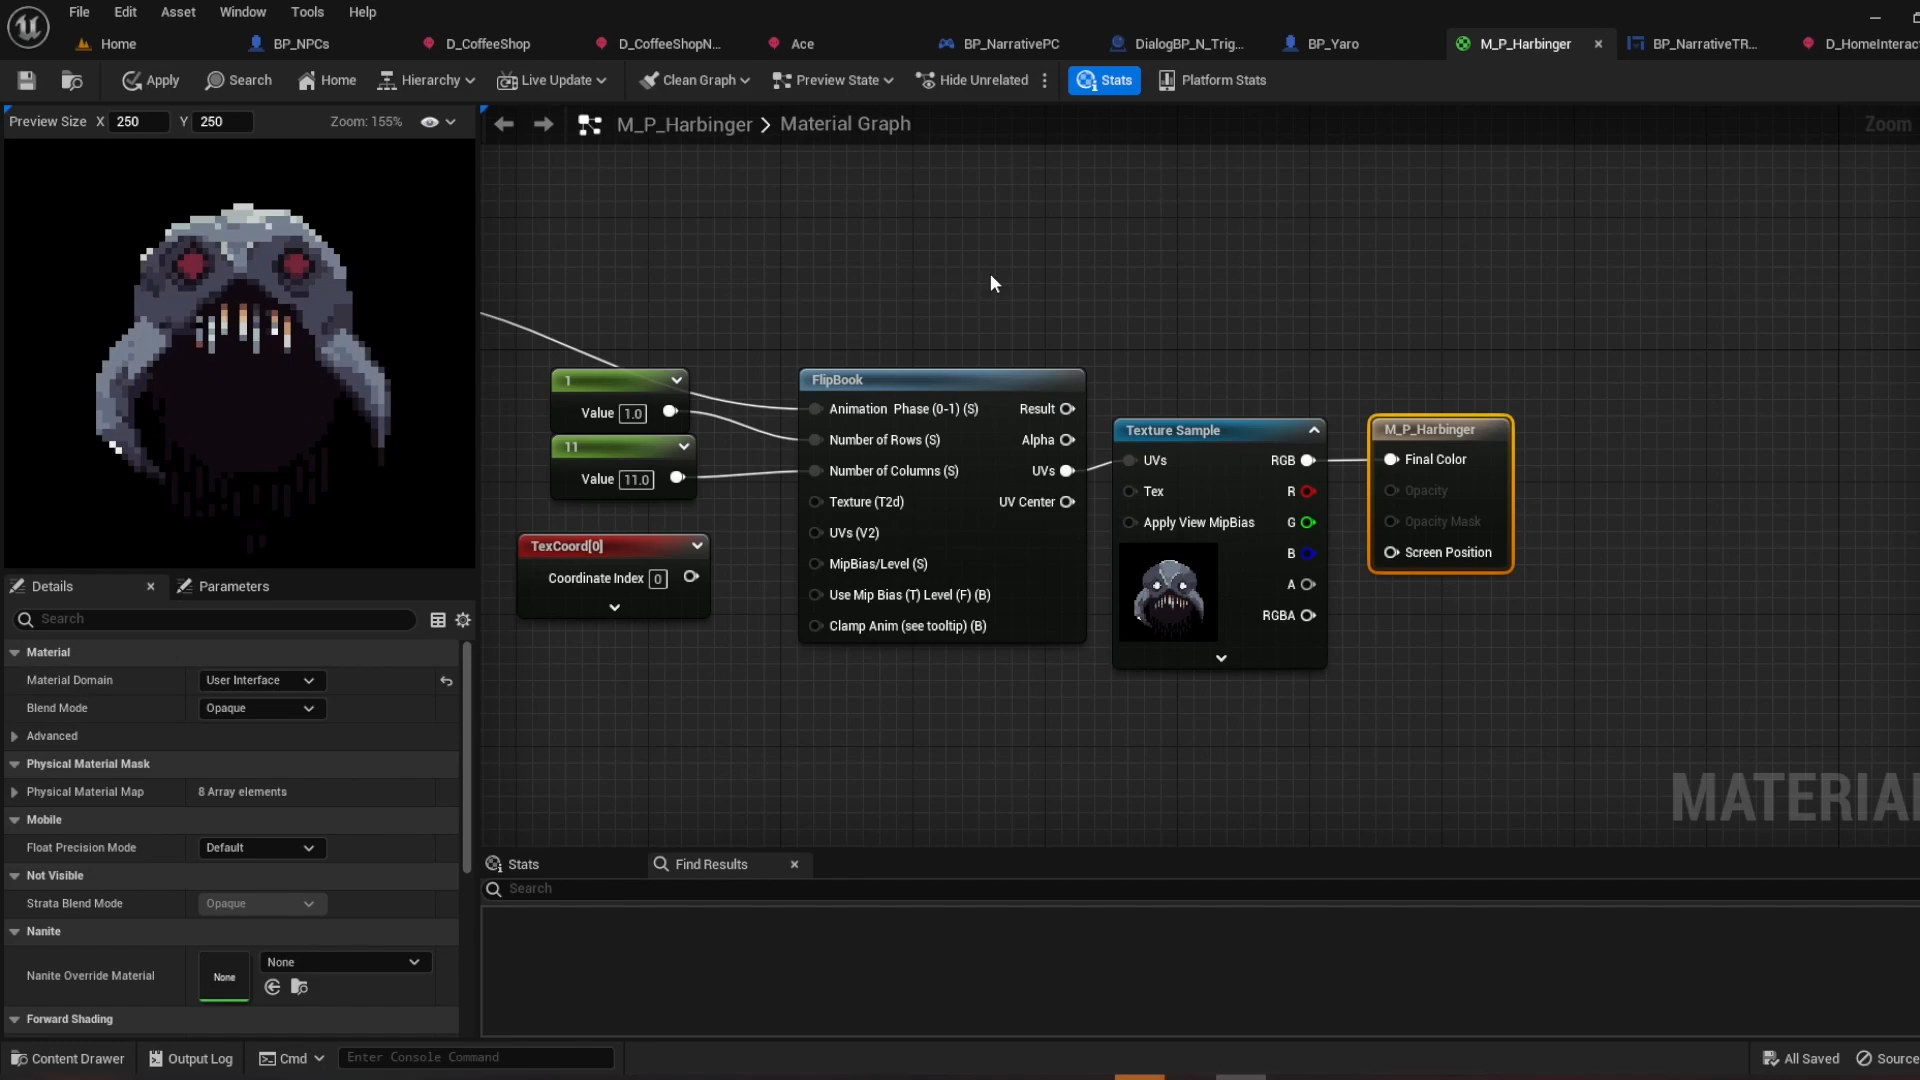 File Edit Asset Window Tools Help
Home BP_NPCs D_CoffeeShop D_CoffeeShopN... Ace BP_NarrativePC DialogBP_N_Trig... BP_Yaro M_P_Harbinger BP_NarrativeTR... D_HomeInterac
Apply Search Home Hierarchy Live Update Clean Graph Preview State Hide Unrelated Stats Platform Stats
Preview Size X 250 Y 250 Zoom: 155%
M_P_Harbinger > Material Graph Zoom
1
Value 1.0
11
Value 11.0
TexCoord[0]
Coordinate Index 0
FlipBook
Animation Phase (0-1) (S) Result
Number of Rows (S) Alpha
Number of Columns (S) UVs
Texture (T2d) UV Center
UVs (V2)
MipBias/Level (S)
Use Mip Bias (T) Level (F) (B)
Clamp Anim (see tooltip) (B)
Texture Sample
UVs RGB
Tex R
Apply View MipBias G
B
A
RGBA
M_P_Harbinger
Final Color
Opacity
Opacity Mask
Screen Position
MATERIA
Details Parameters
Search
Material
Material Domain User Interface
Blend Mode Opaque
Advanced
Physical Material Mask
Physical Material Map 8 Array elements
Mobile
Float Precision Mode Default
Not Visible
Strata Blend Mode Opaque
Nanite
Nanite Override Material None None
Forward Shading
Stats Find Results
Search
Content Drawer Output Log Cmd Enter Console Command All Saved Source